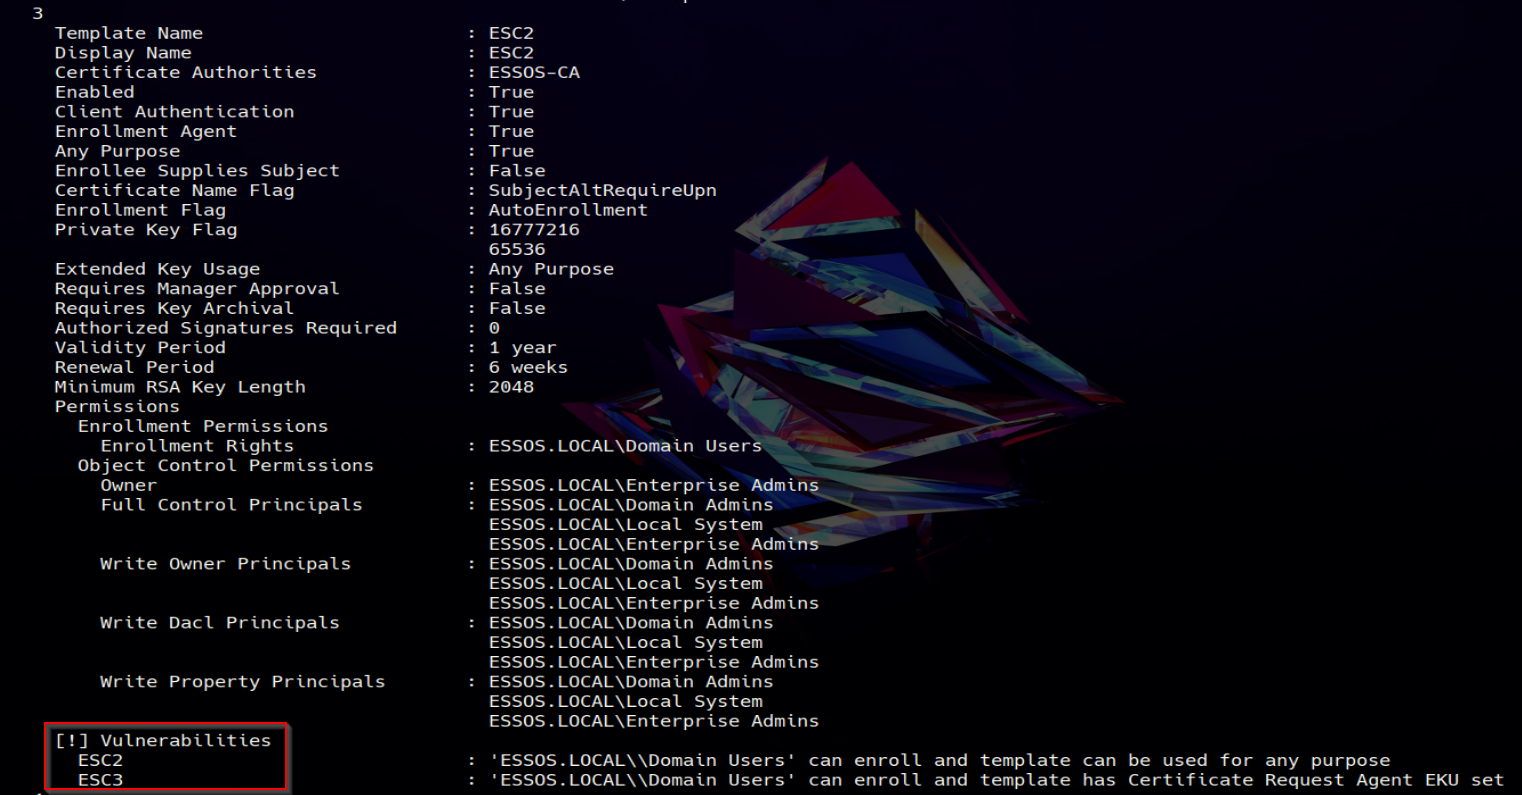 3
Template Name : ESC2
Display Name : ESC2
Certificate Authorities : ESSOS-CA
Enabled : True
Client Authentication : True
Enrollment Agent : True
Any Purpose : True
Enrollee Supplies Subject : False
Certificate Name Flag : SubjectAltRequireUpn
Enrollment Flag : AutoEnrollment
Private Key Flag : 16777216
65536
Extended Key Usage : Any Purpose
Requires Manager Approval : False
Requires Key Archival : False
Authorized Signatures Required : 0
Validity Period : 1 year
Renewal Period : 6 weeks
Minimum RSA Key Length : 2048
Permissions
Enrollment Permissions
Enrollment Rights : ESSOS.LOCAL\Domain Users
Object Control Permissions
Owner : ESSOS.LOCAL\Enterprise Admins
Full Control Principals : ESSOS.LOCAL\Domain Admins
ESSOS.LOCAL\Local System
ESSOS.LOCAL\Enterprise Admins
Write Owner Principals : ESSOS.LOCAL\Domain Admins
ESSOS.LOCAL\Local System
ESSOS.LOCAL\Enterprise Admins
Write Dacl Principals : ESSOS.LOCAL\Domain Admins
ESSOS.LOCAL\Local System
ESSOS.LOCAL\Enterprise Admins
Write Property Principals : ESSOS.LOCAL\Domain Admins
ESSOS.LOCAL\Local System
ESSOS.LOCAL\Enterprise Admins
[!] Vulnerabilities
ESC2 : 'ESSOS.LOCAL\\Domain Users' can enroll and template can be used for any purpose
ESC3 : 'ESSOS.LOCAL\\Domain Users' can enroll and template has Certificate Request Agent EKU set